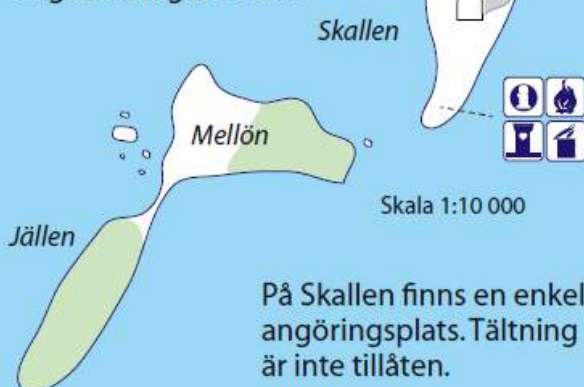 Skallen
Mellön
Skala 1:10 000
Jällen
På Skallen finns en enkel
angöringsplats. Tältning
är inte tillåten.